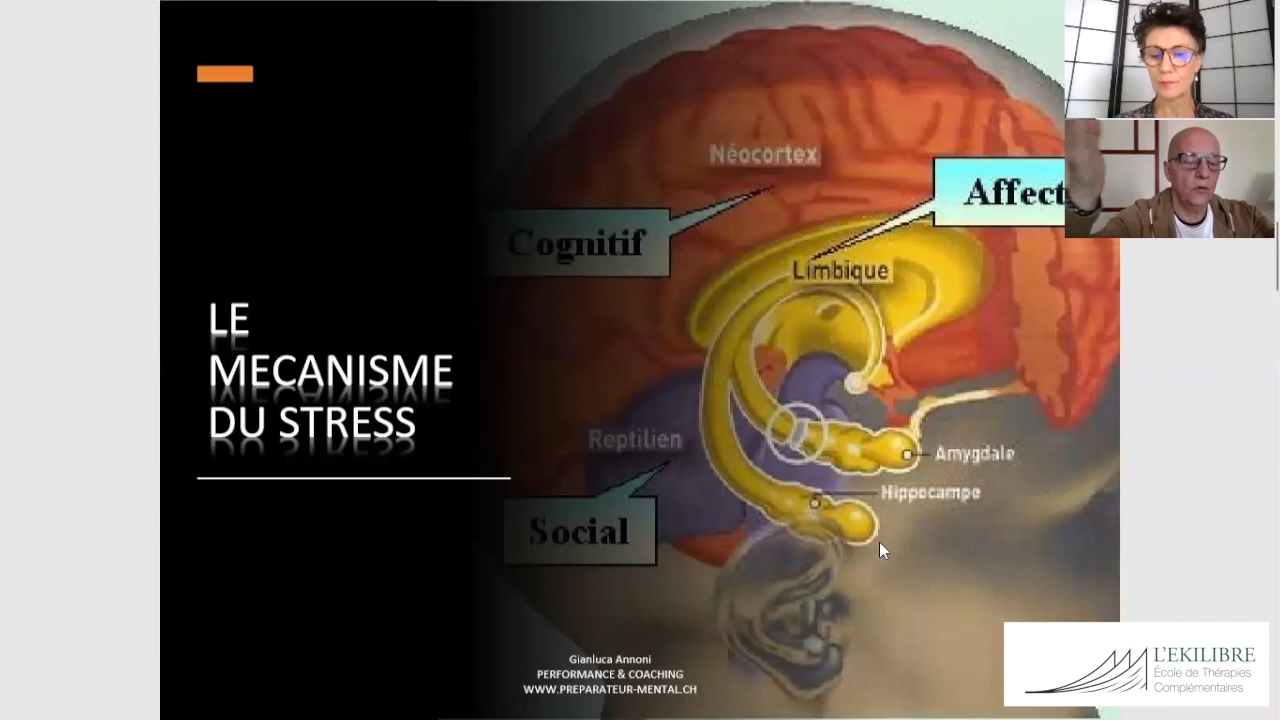 LE
MECANISME
DU STRESS
Néocortex
Cognitif
Affect
Limbique
Reptilien
Amygdale
Hippocampe
Social
Gianluca Annoni
PERFORMANCE & COACHING
WWW.PREPARATEUR-MENTAL.CH
L'EKILIBRE
École de Thérapies
Complémentaires